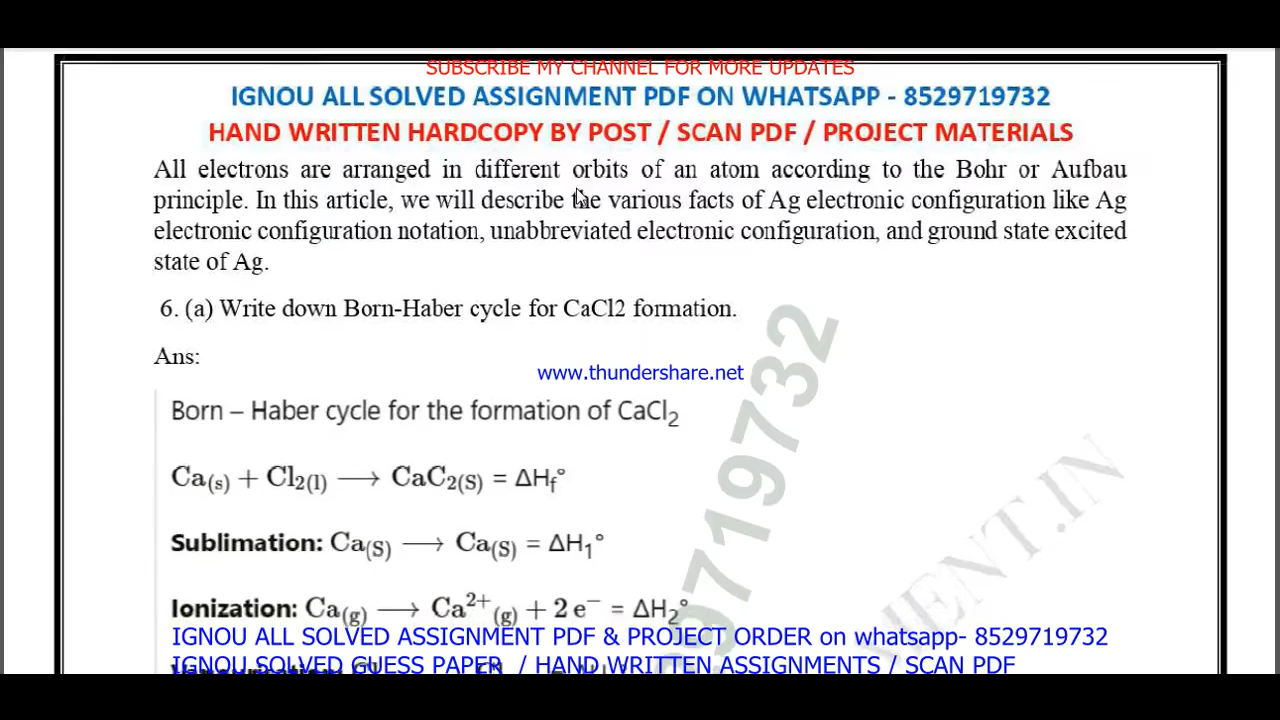 SUBSCRIBE MY CHANNEL FOR MORE UPDATES
IGNOU ALL SOLVED ASSIGNMENT PDF ON WHATSAPP - 8529719732
HAND WRITTEN HARDCOPY BY POST / SCAN PDF / PROJECT MATERIALS
All electrons are arranged in different orbits of an atom according to the Bohr or Aufbau
principle. In this article, we will describe the various facts of Ag electronic configuration like Ag
electronic configuration notation, unabbreviated electronic configuration, and ground state excited
state of Ag.
6. (a) Write down Born-Haber cycle for CaCl2 formation.
Ans:
www.thundershare.net
Born – Haber cycle for the formation of CaCl₂
Ca₍s₎ + Cl₂₍l₎ ⟶ CaC₂₍S₎ = ΔHf°
Sublimation: Ca₍S₎ ⟶ Ca₍S₎ = ΔH₁°
Ionization: Ca₍g₎ ⟶ Ca²⁺₍g₎ + 2 e⁻ = ΔH₂°
IGNOU ALL SOLVED ASSIGNMENT PDF & PROJECT ORDER on whatsapp- 8529719732
IGNOU SOLVED GUESS PAPER / HAND WRITTEN ASSIGNMENTS / SCAN PDF
9719732
MENT.IN